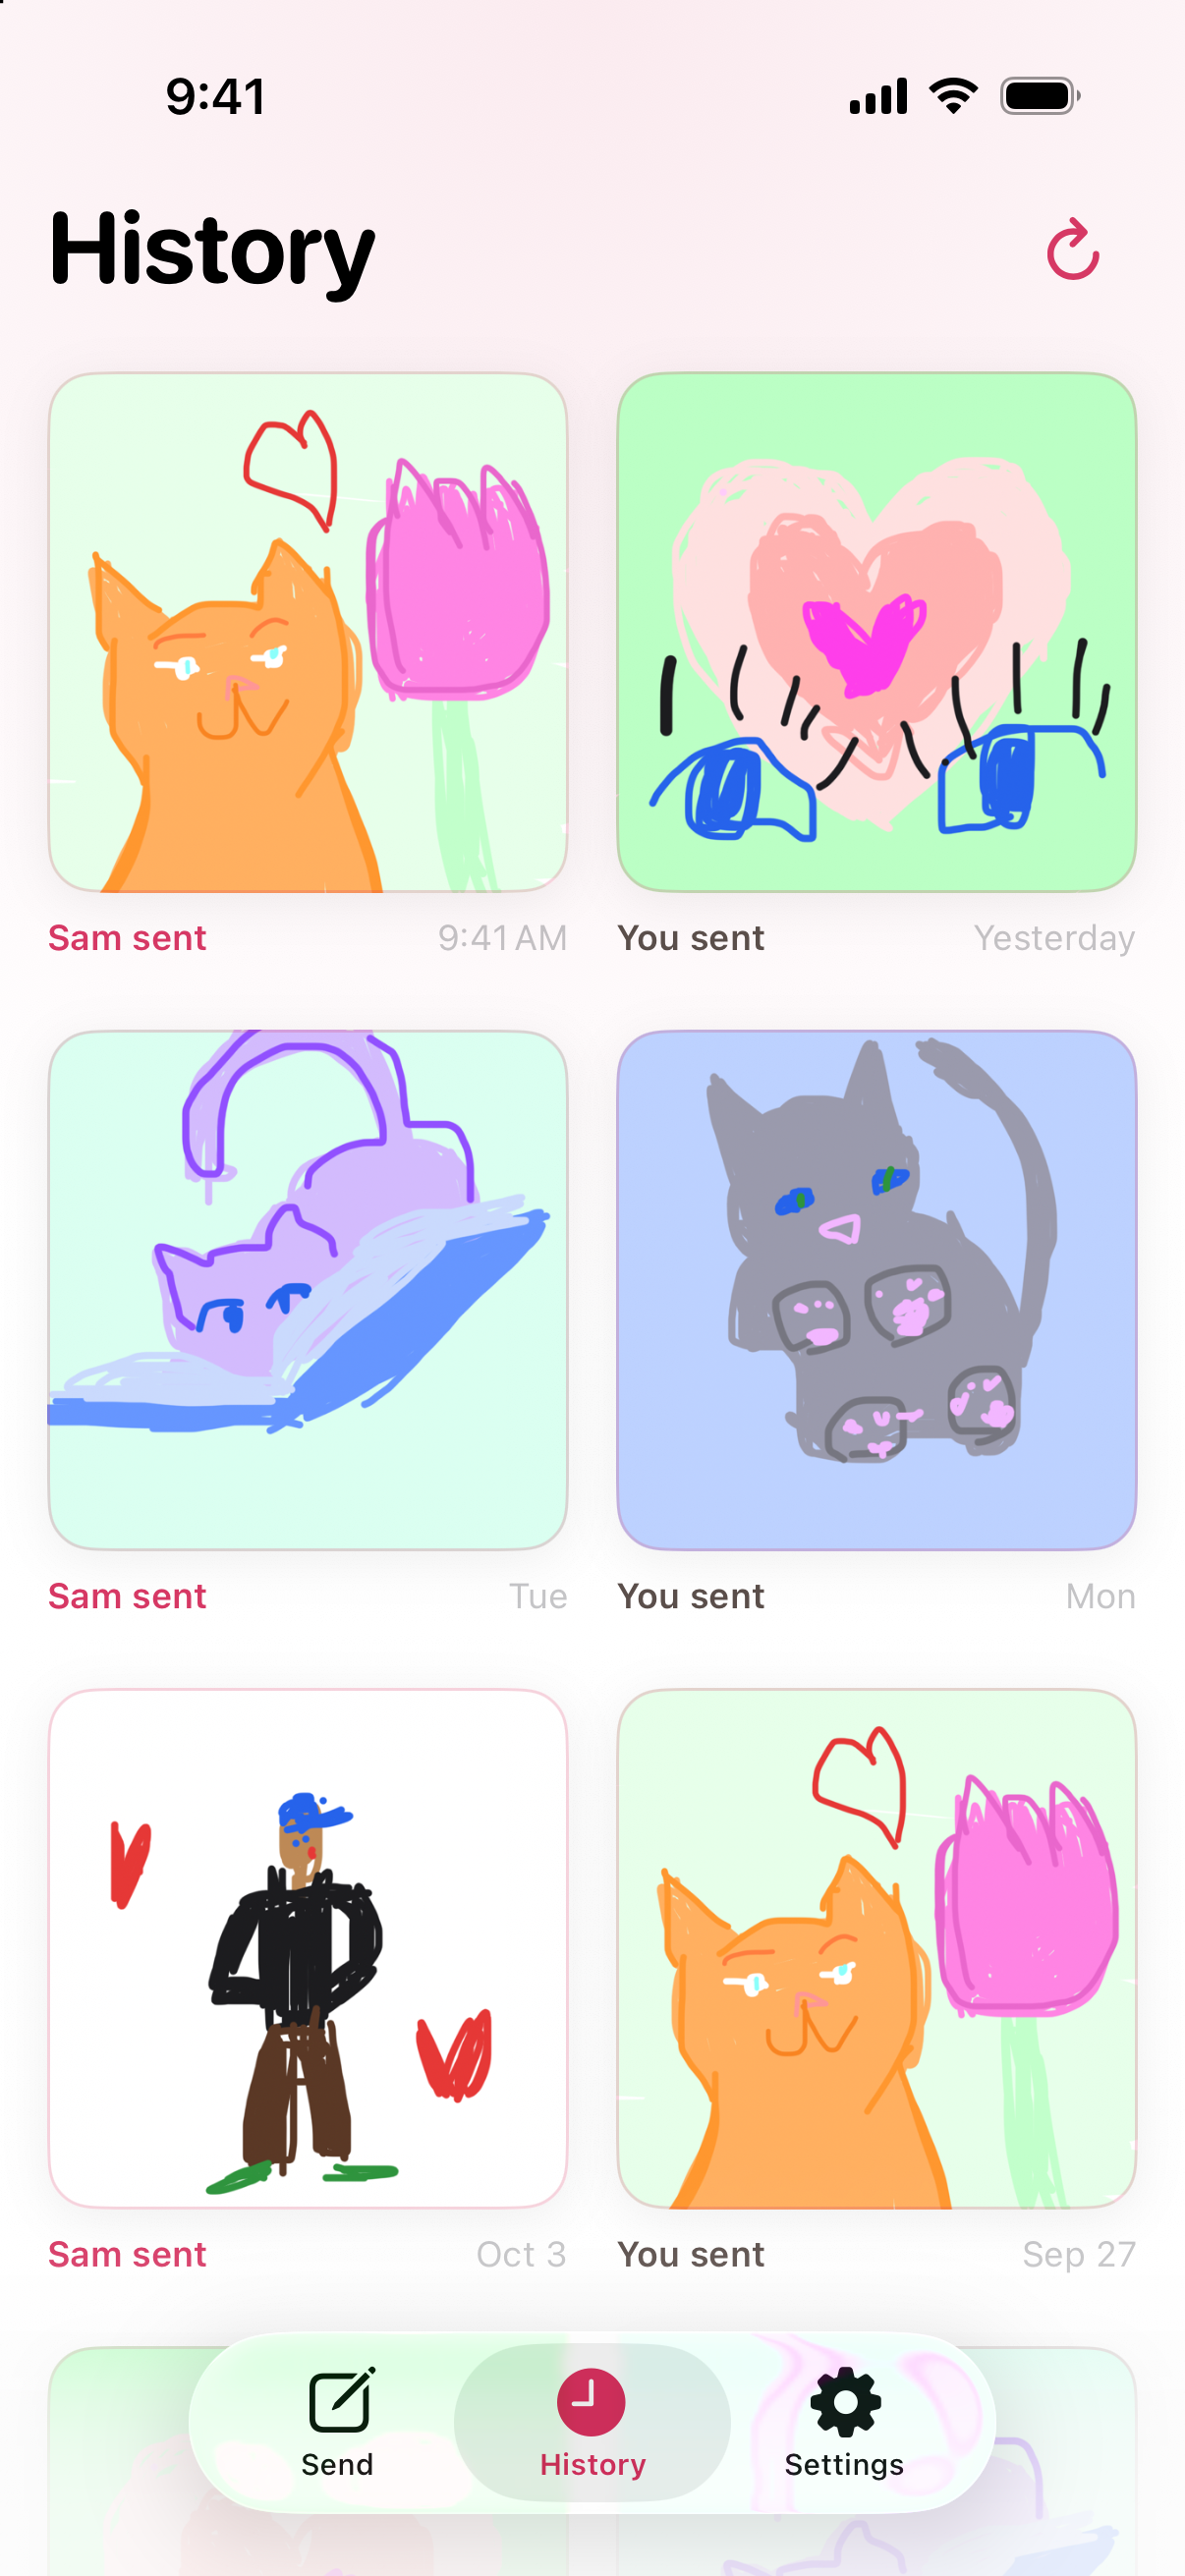 9:41
History
Sam sent 9:41 AM
You sent Yesterday
Sam sent Tue
You sent Mon
Sam sent Oct 3
You sent Sep 27
Send
History
Settings